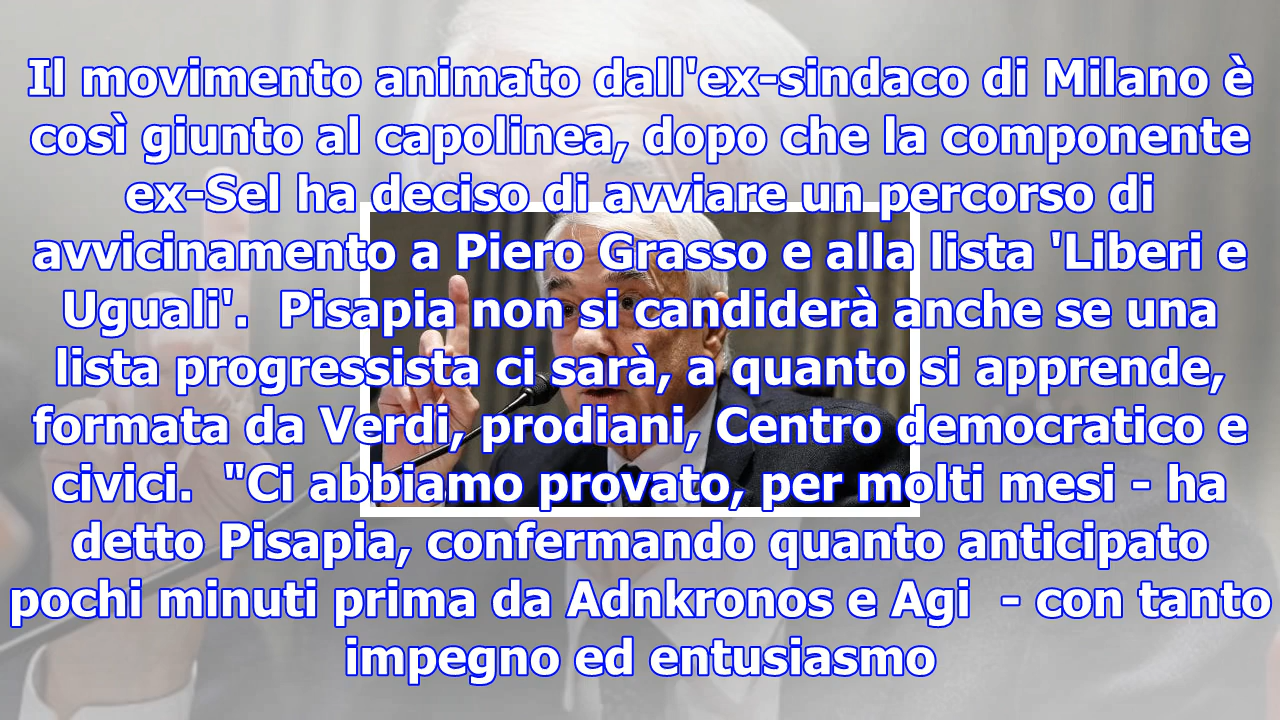 Il movimento animato dall'ex-sindaco di Milano è
così giunto al capolinea, dopo che la componente
ex-Sel ha deciso di avviare un percorso di
avvicinamento a Piero Grasso e alla lista 'Liberi e
Uguali'.  Pisapia non si candiderà anche se una
lista progressista ci sarà, a quanto si apprende,
formata da Verdi, prodiani, Centro democratico e
civici.  "Ci abbiamo provato, per molti mesi - ha
detto Pisapia, confermando quanto anticipato
pochi minuti prima da Adnkronos e Agi  - con tanto
impegno ed entusiasmo